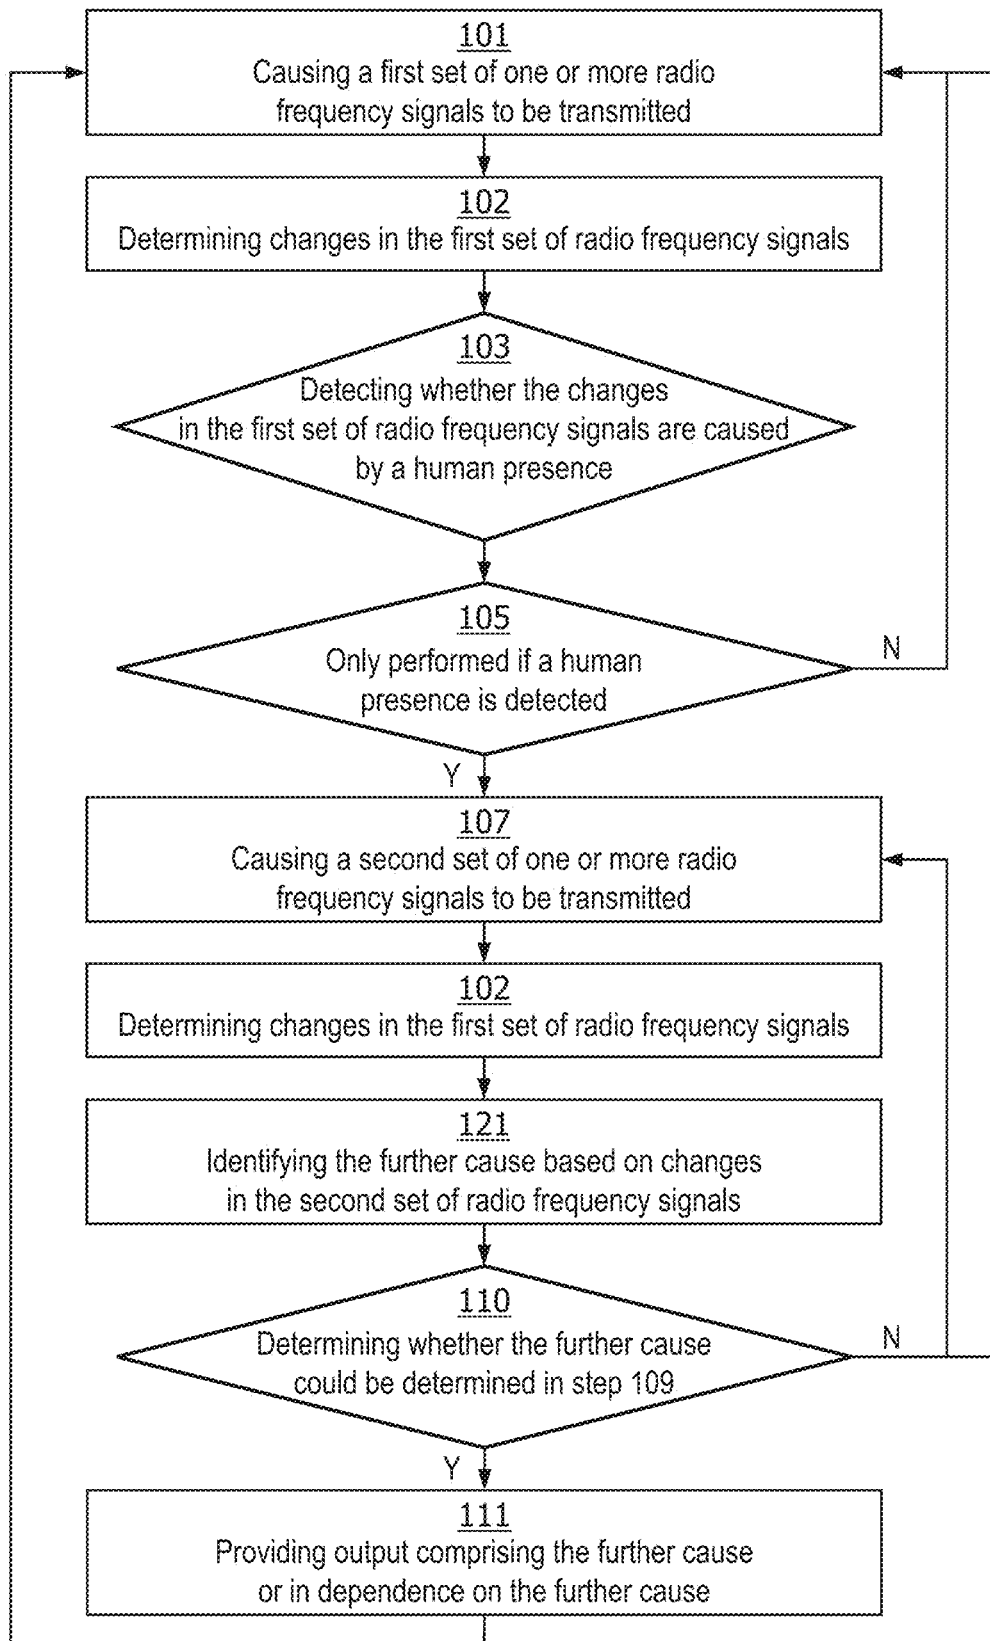 101
Causing a first set of one or more radio
frequency signals to be transmitted
102
Determining changes in the first set of radio frequency signals
103
Detecting whether the changes
in the first set of radio frequency signals are caused
by a human presence
105
Only performed if a human
presence is detected
N
Y
107
Causing a second set of one or more radio
frequency signals to be transmitted
102
Determining changes in the first set of radio frequency signals
121
Identifying the further cause based on changes
in the second set of radio frequency signals
110
Determining whether the further cause
could be determined in step 109
N
Y
111
Providing output comprising the further cause
or in dependence on the further cause